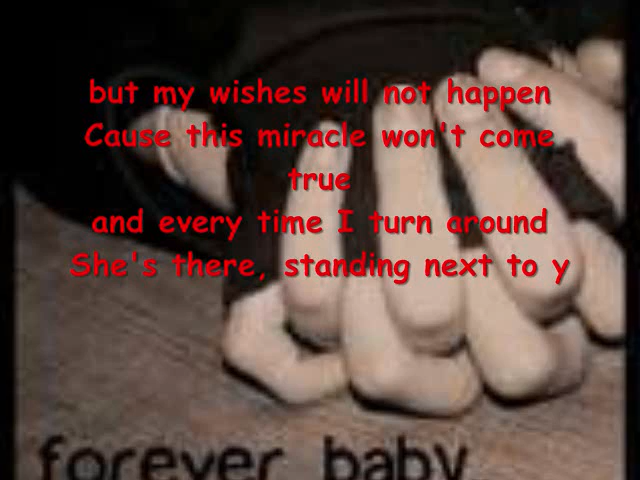 but my wishes will not happen
Cause this miracle won't come
true
and every time I turn around
She's there, standing next to y
forever baby